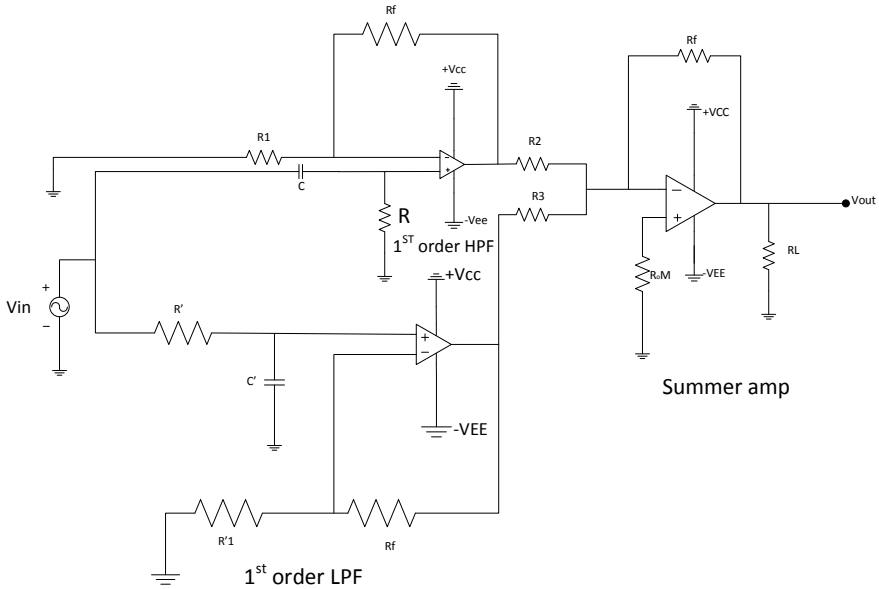 Rf
Rf
+Vcc
+VCC
R1
R2
C
R3
Vout
R
-Vee
1ST order HPF
RoM
-VEE
RL
+Vcc
Vin
+
−
R'
C'
-VEE
Summer amp
R'1
Rf
1st order LPF